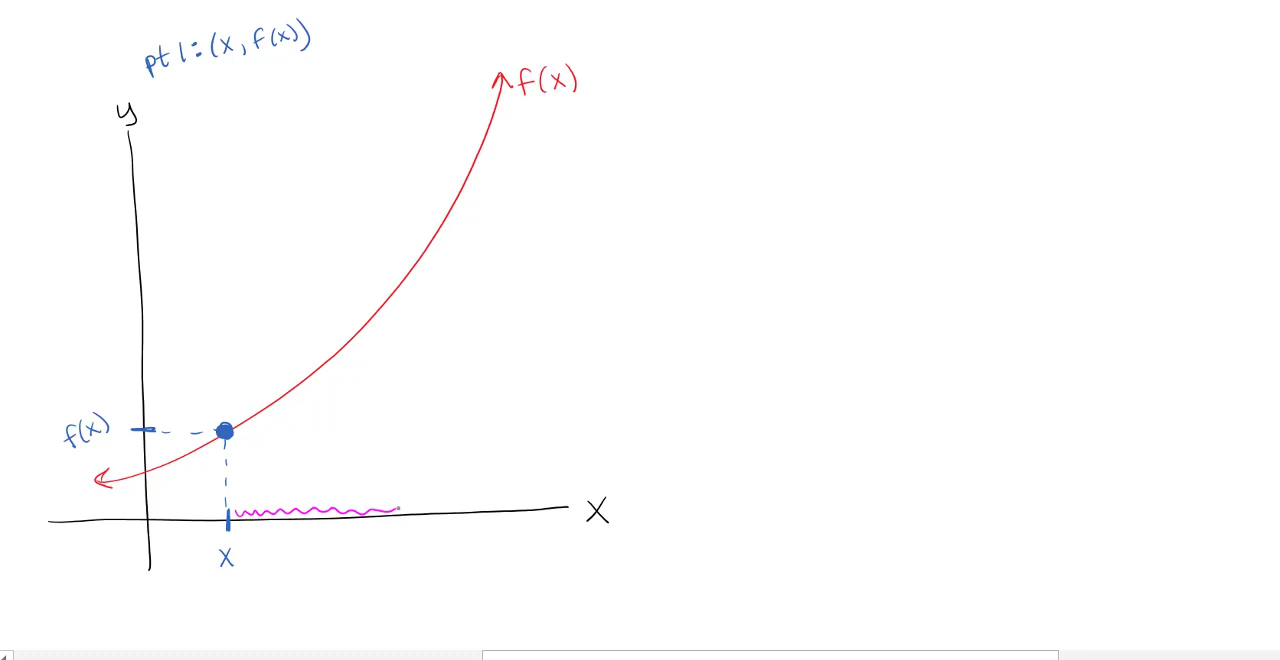 pt 1: (x, f(x))
f(x)
y
f(x)
x
x